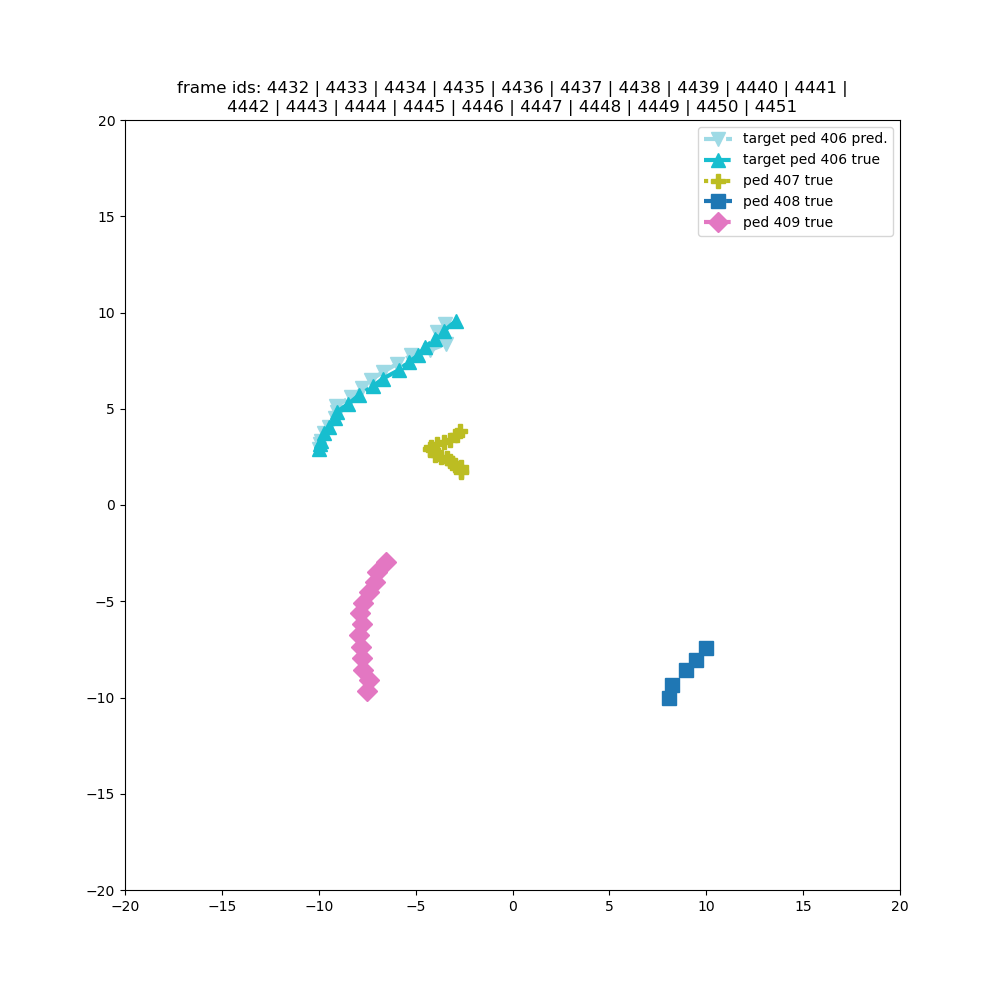 frame ids: 4432 | 4433 | 4434 | 4435 | 4436 | 4437 | 4438 | 4439 | 4440 | 4441 |
4442 | 4443 | 4444 | 4445 | 4446 | 4447 | 4448 | 4449 | 4450 | 4451
target ped 406 pred.
target ped 406 true
ped 407 true
ped 408 true
ped 409 true
20
15
10
5
0
−5
−10
−15
−20
−20 −15 −10 −5 0 5 10 15 20